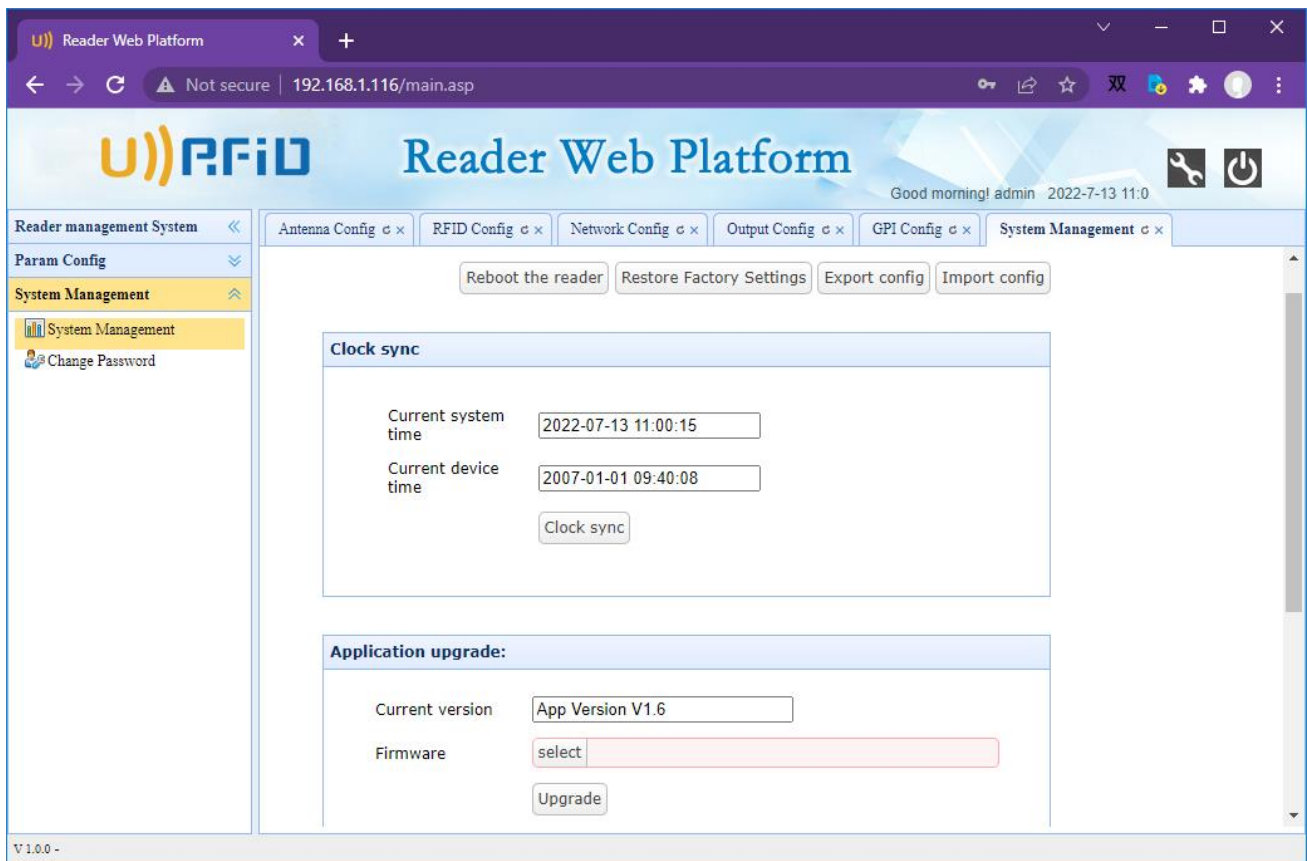 U)) Reader Web Platform
Not secure | 192.168.1.116/main.asp
双
U))RFiD Reader Web Platform
Good morning! admin 2022-7-13 11:0
Reader management System
Antenna Config RFID Config Network Config Output Config GPI Config System Management
Param Config
Reboot the reader Restore Factory Settings Export config Import config
System Management
System Management
Change Password
Clock sync
Current system
time
2022-07-13 11:00:15
Current device
time
2007-01-01 09:40:08
Clock sync
Application upgrade:
Current version App Version V1.6
Firmware select
Upgrade
V 1.0.0 -